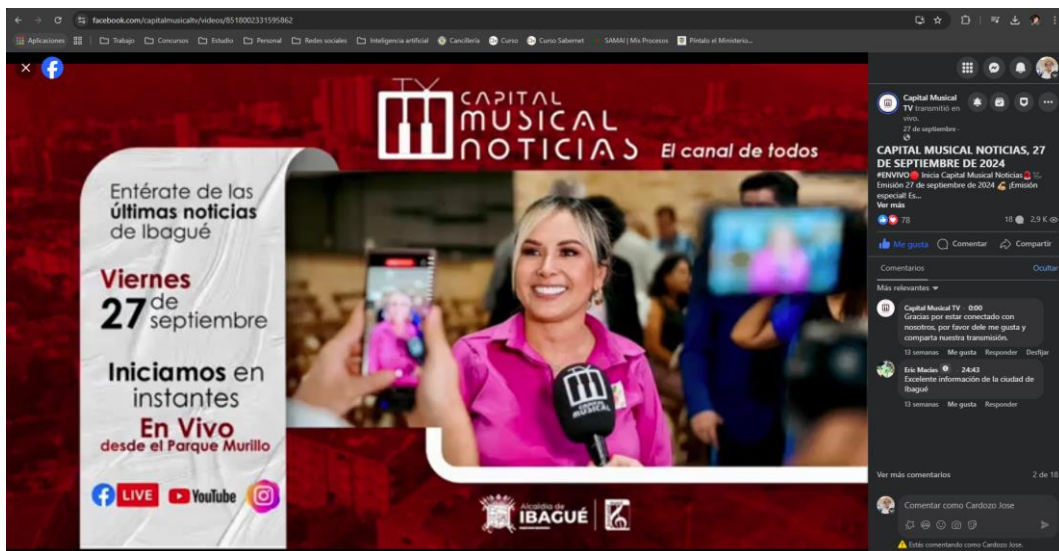 facebook.com/capitalmusicaltv/videos/8518002331595862
Aplicaciones
Trabajo
Concursos
Estudio
Personal
Redes sociales
Inteligencia artificial
Cancillería
Curso
Curso Sabernet
SAMAI | Mis Procesos
Píntalo el Ministerio...
TV
CAPITAL
MUSICAL
NOTICIAS
El canal de todos
Entérate de las
últimas noticias
de Ibagué
Viernes
27 de
septiembre
Iniciamos en
instantes
En Vivo
desde el Parque Murillo
LIVE
YouTube
CAPITAL
MUSICAL
Alcaldía de
IBAGUÉ
Capital Musical
TV transmitió en
vivo.
27 de septiembre ·
CAPITAL MUSICAL NOTICIAS, 27
DE SEPTIEMBRE DE 2024
#ENVIVO🔴 Inicia Capital Musical Noticias
Emisión 27 de septiembre de 2024 💪 ¡Emisión
especial! Es...
Ver más
78
18
2.9 K
Me gusta
Comentar
Compartir
Comentarios
Ocultar
Más relevantes
Capital Musical TV · 0:00
Gracias por estar conectado con
nosotros, por favor dele me gusta y
comparta nuestra transmisión.
13 semanas Me gusta Responder Desfijar
Eric Macias · 24:43
Excelente información de la ciudad de
Ibagué
13 semanas Me gusta Responder
Ver más comentarios
2 de 18
Comentar como Cardozo Jose
Estás comentando como Cardozo Jose.